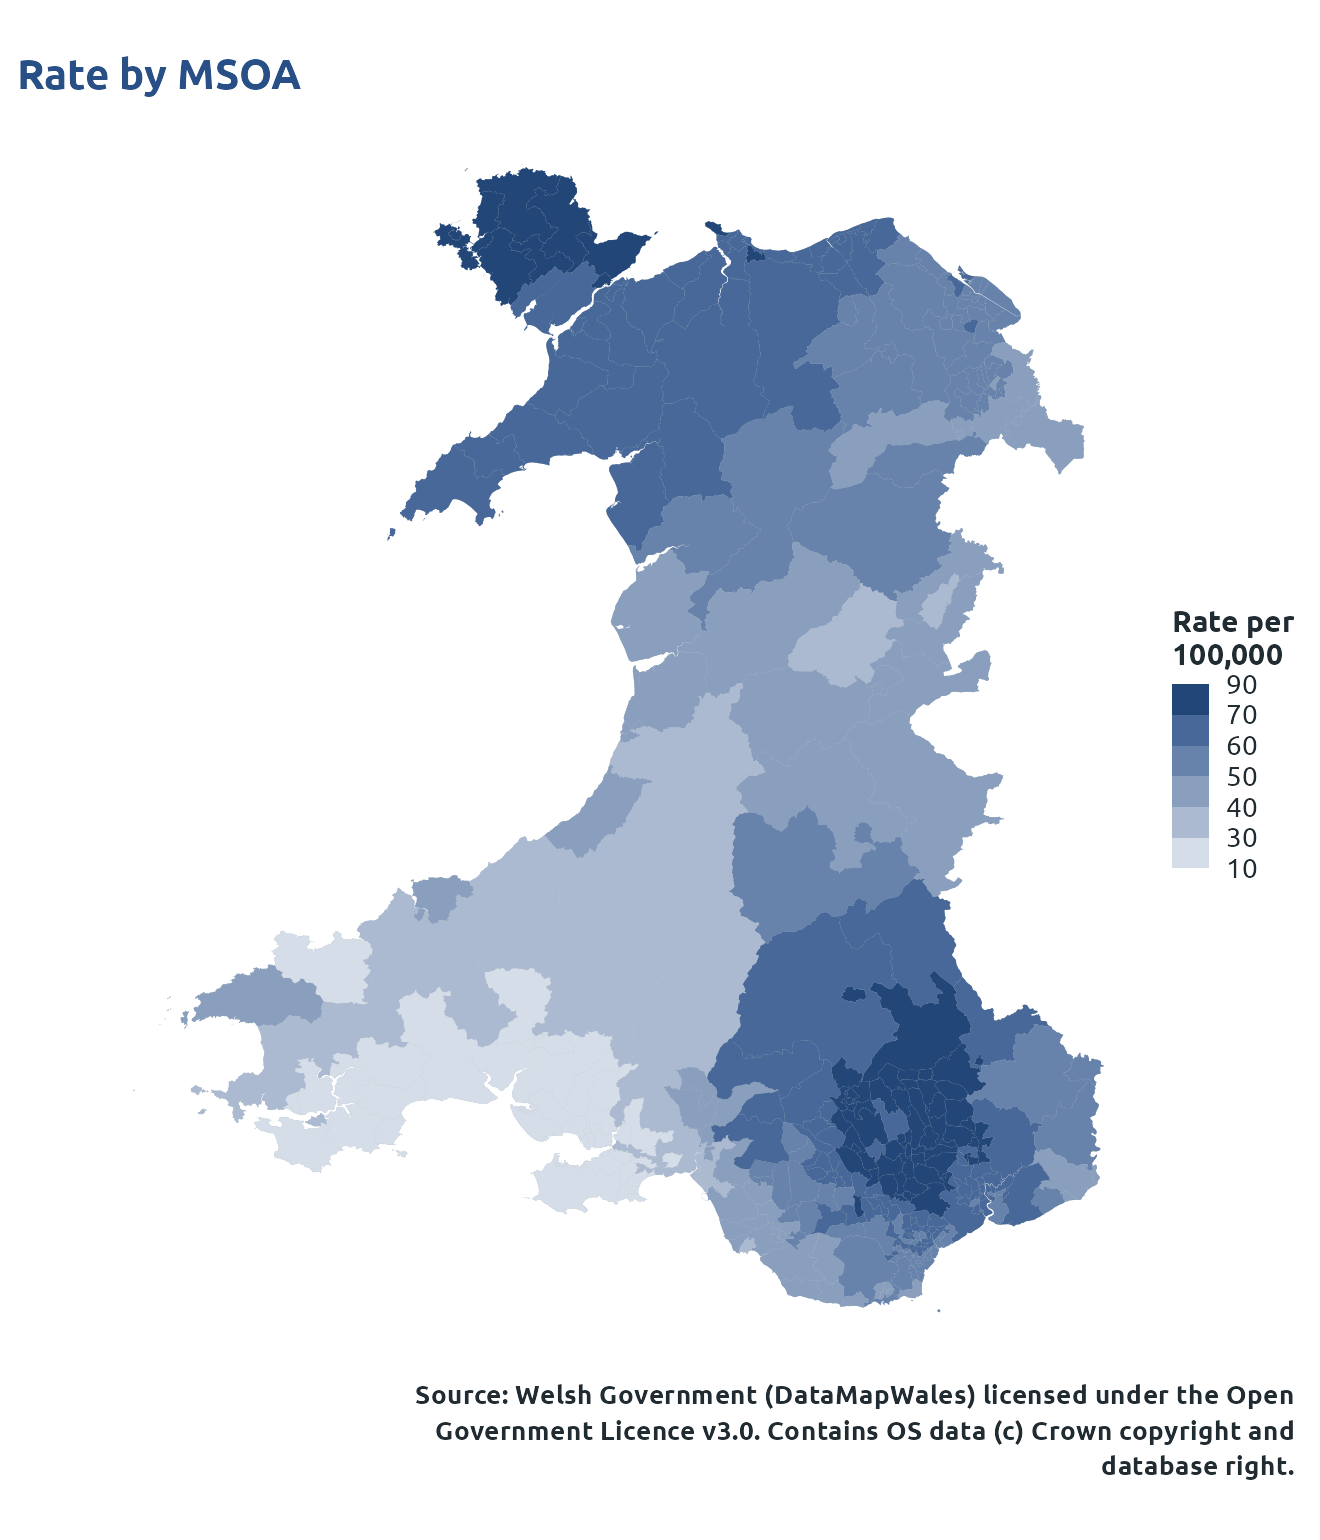 Rate by MSOA
Rate per
100,000
90
70
60
50
40
30
10
Source: Welsh Government (DataMapWales) licensed under the Open
Government Licence v3.0. Contains OS data (c) Crown copyright and
database right.